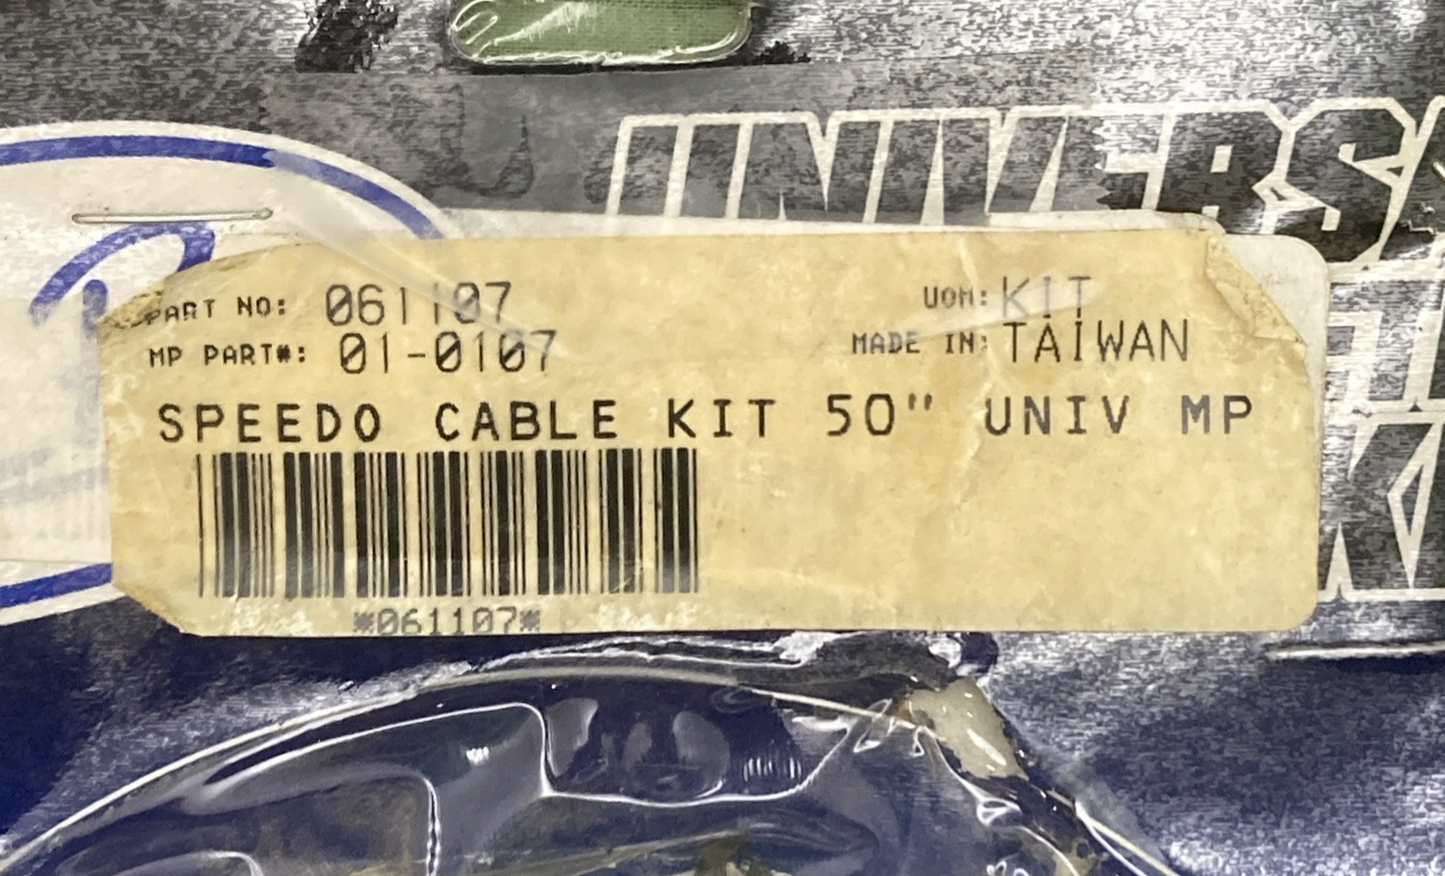 UNIVERS
PART NO: 061107
UOM: KIT
MP PART#: 01-0107
MADE IN: TAIWAN
SPEEDO CABLE KIT 50" UNIV MP
*061107*